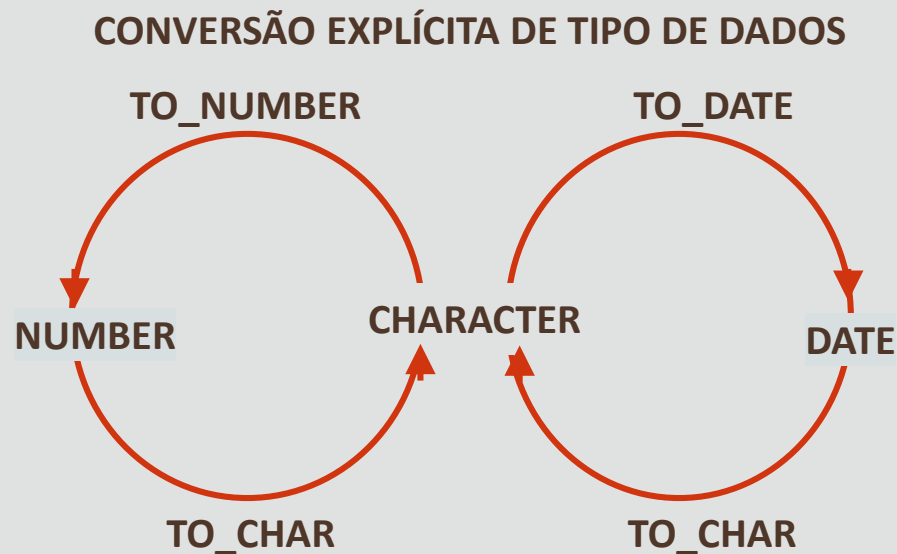 CONVERSÃO EXPLÍCITA DE TIPO DE DADOS
TO_NUMBER
TO_DATE
NUMBER
CHARACTER
DATE
TO_CHAR
TO_CHAR